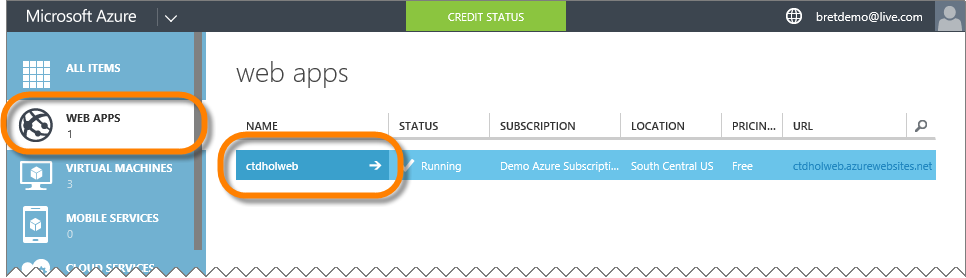 Microsoft Azure
CREDIT STATUS
bretdemo@live.com
ALL ITEMS
WEB APPS
1
VIRTUAL MACHINES
3
MOBILE SERVICES
0
CLOUD SERVICES
web apps
NAME STATUS SUBSCRIPTION LOCATION PRICIN... URL
ctdholweb Running Demo Azure Subscripti... South Central US Free ctdholweb.azurewebsites.net